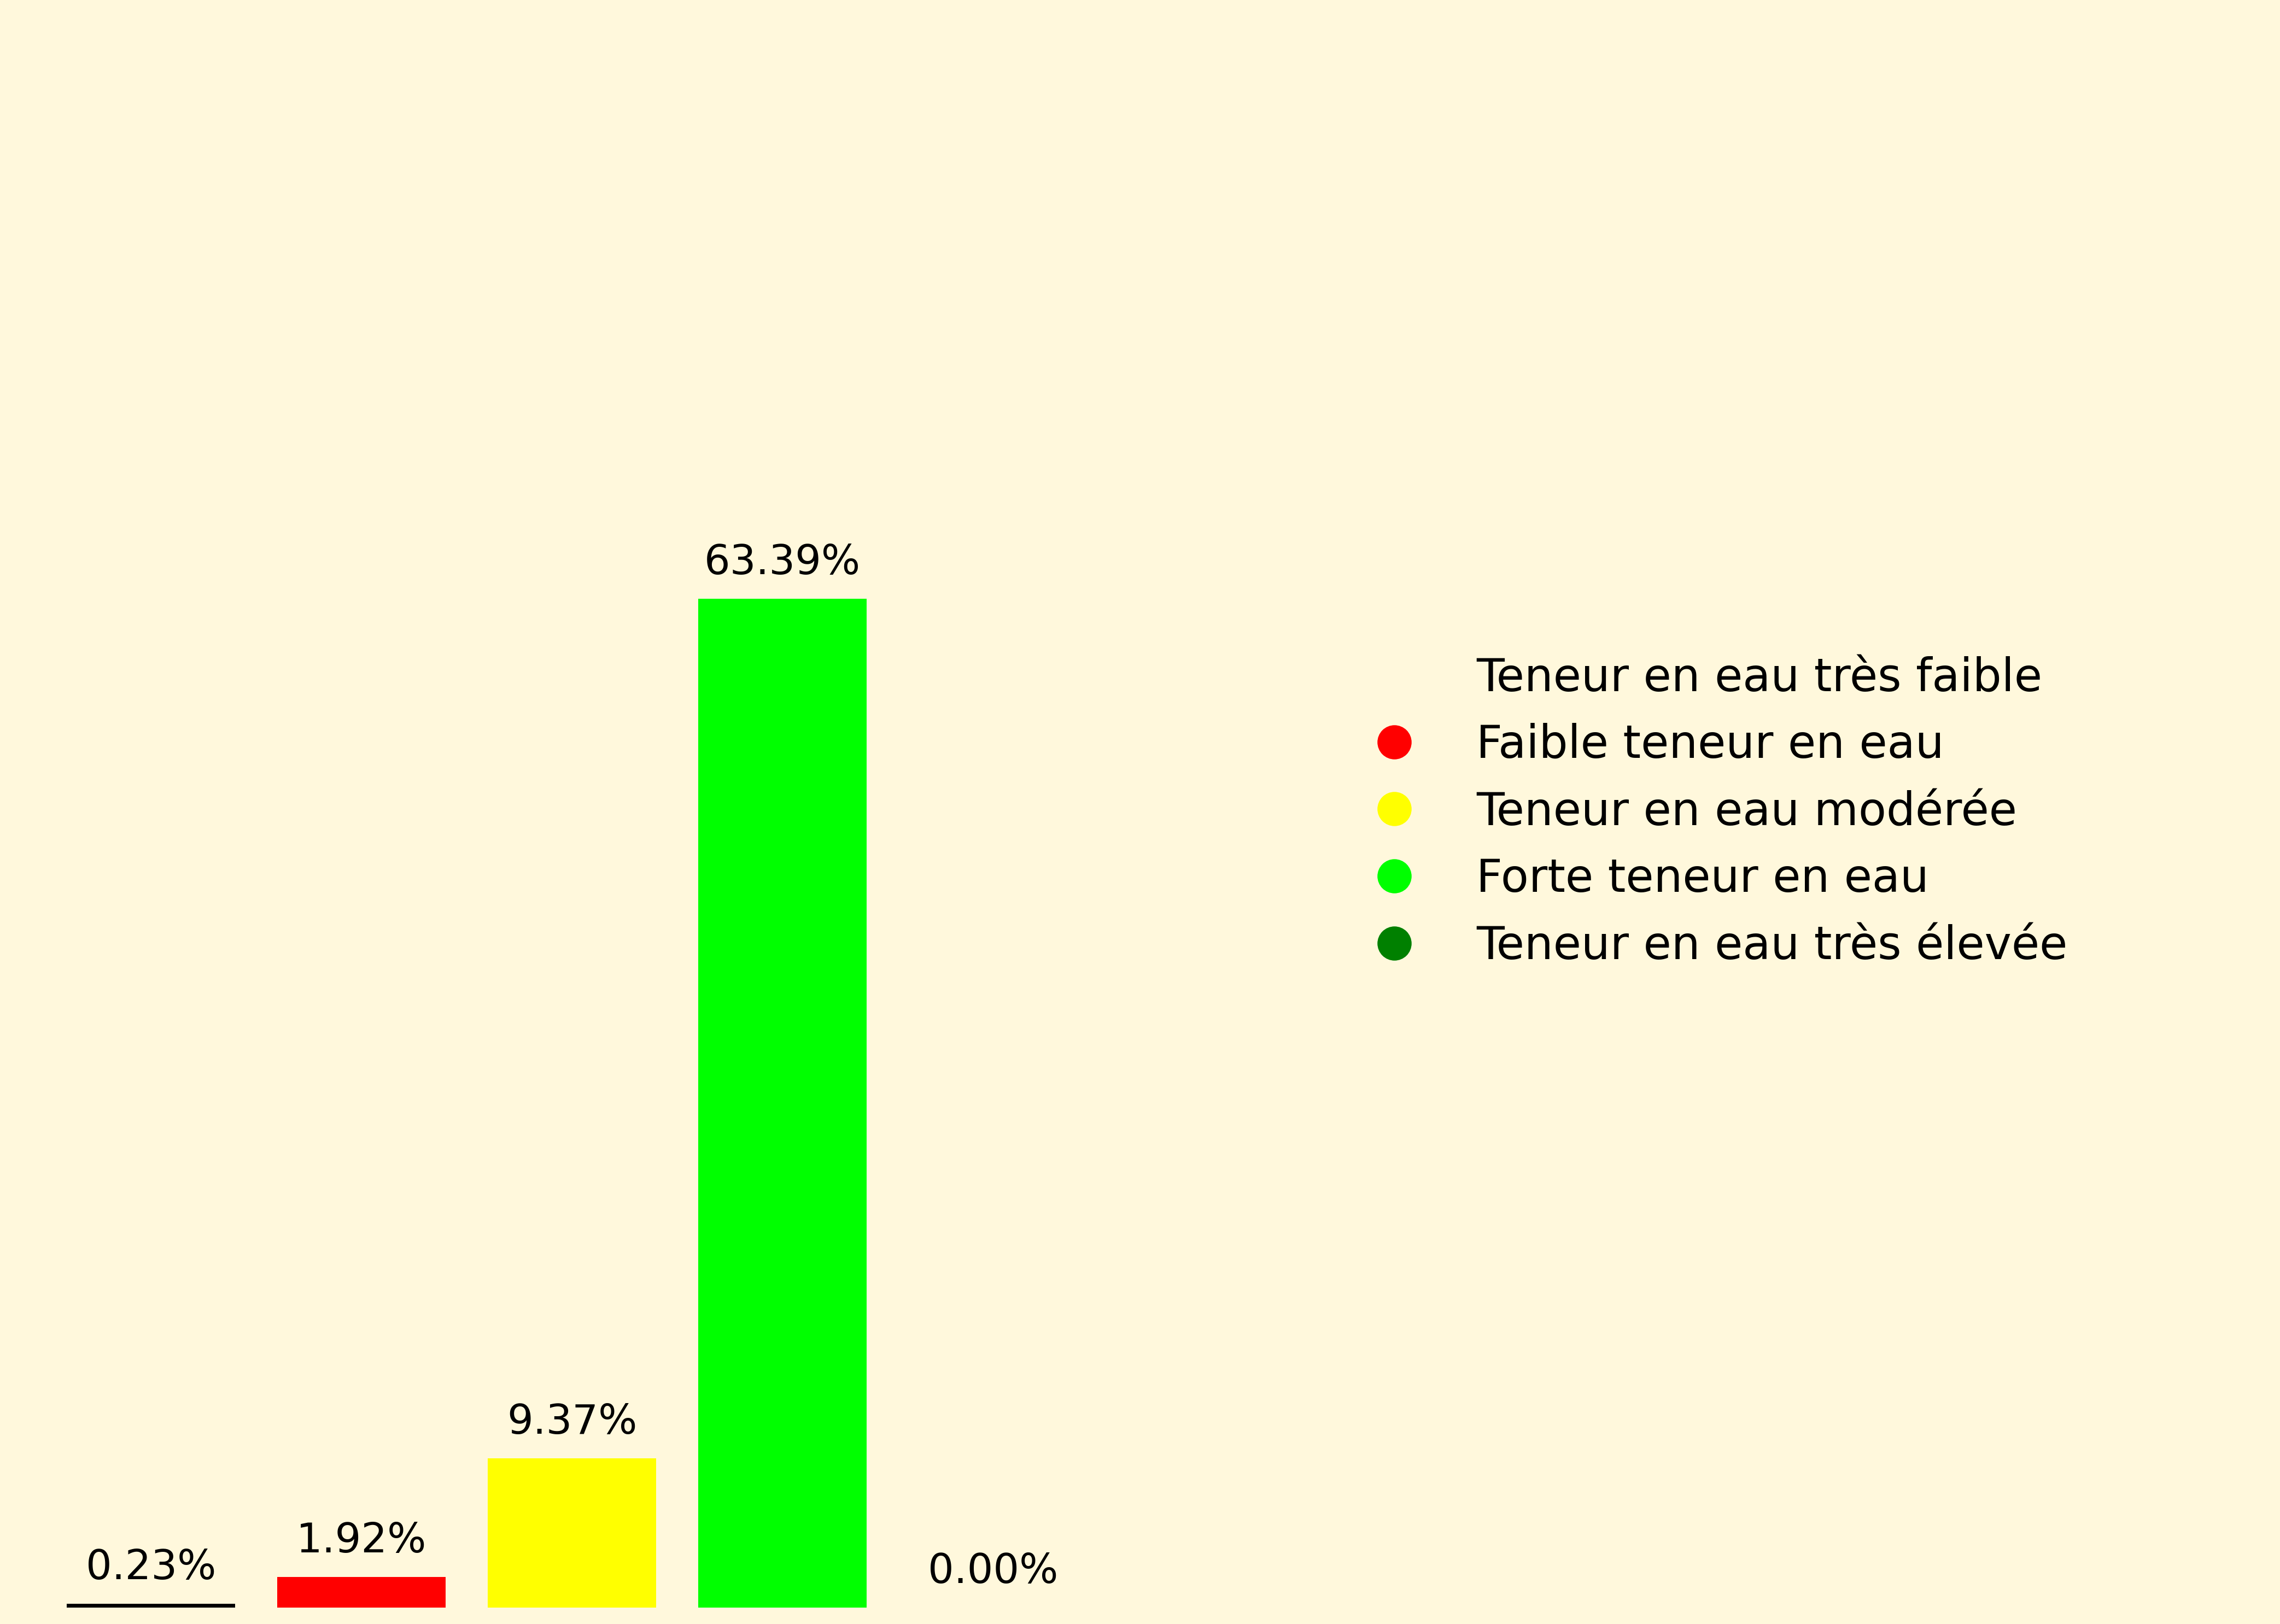 63.39%
Teneur en eau très faible
Faible teneur en eau
Teneur en eau modérée
Forte teneur en eau
Teneur en eau très élevée
9.37%
1.92%
0.23%
0.00%